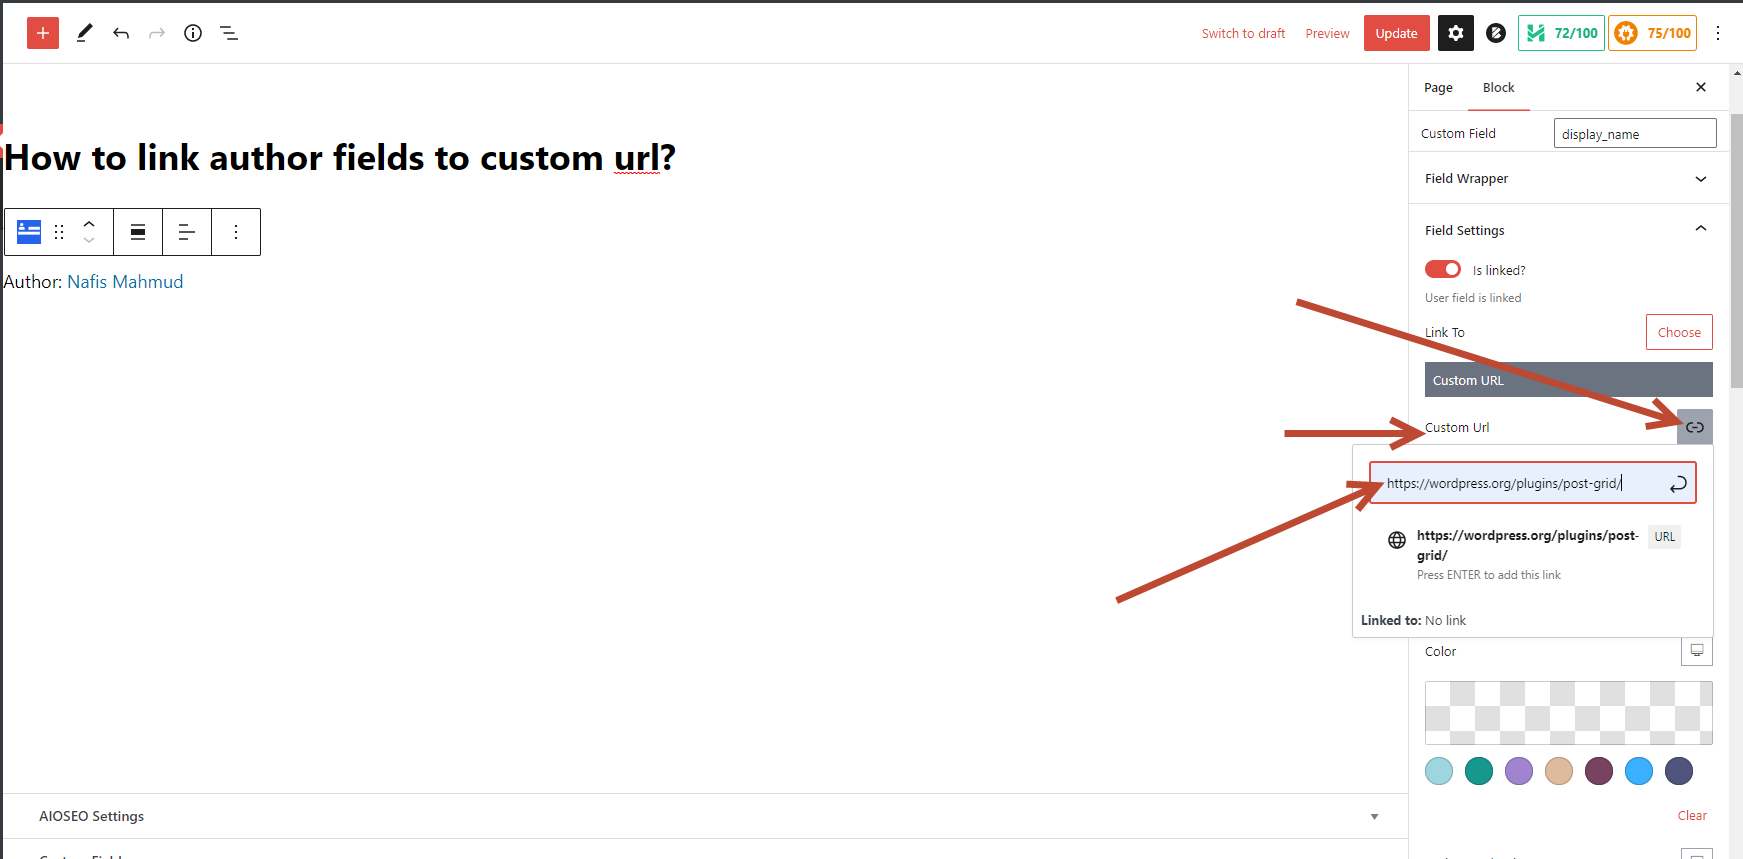 Switch to draft Preview Update 72/100 75/100
Page Block
Custom Field display_name
How to link author fields to custom url?
Field Wrapper
Field Settings
Is linked?
Author: Nafis Mahmud
User field is linked
Link To Choose
Custom URL
Custom Url
https://wordpress.org/plugins/post-grid/
https://wordpress.org/plugins/post- URL
grid/
Press ENTER to add this link
Linked to: No link
Color
AIOSEO Settings
Clear